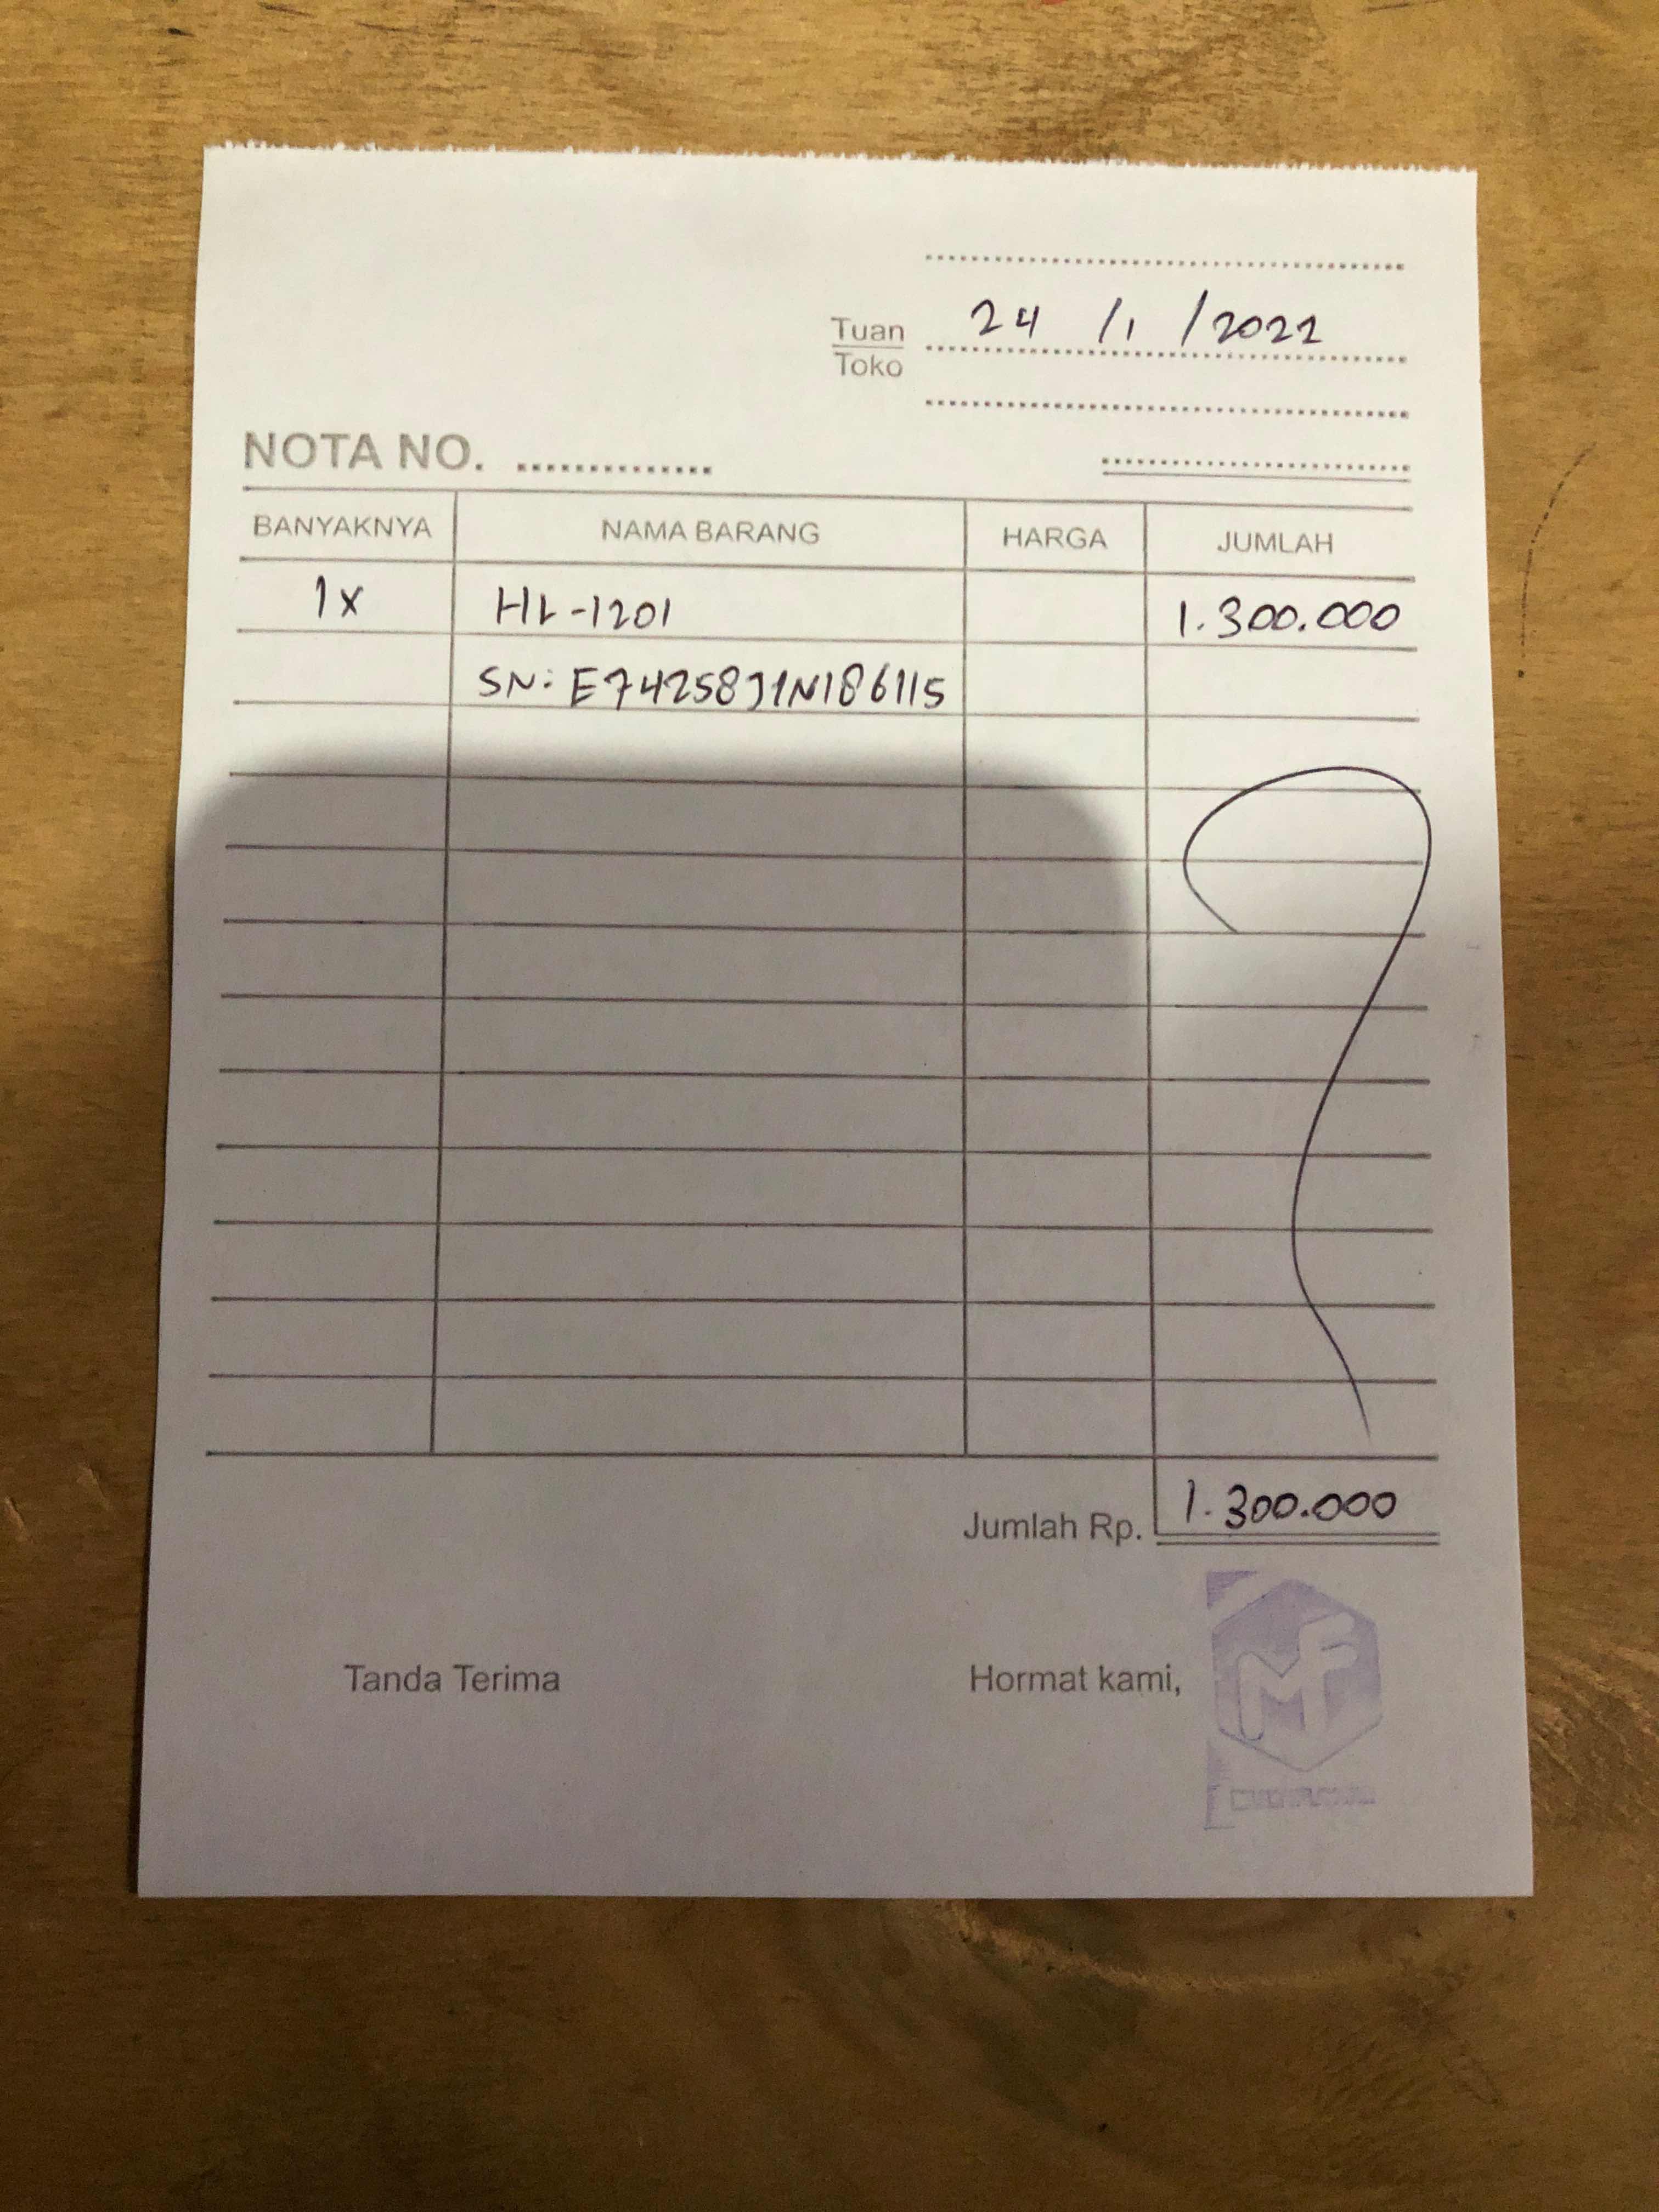 24 /1 /2022
Tuan
Toko
NOTA NO. ..............
BANYAKNYA NAMA BARANG HARGA JUMLAH
1x HL-1201 1.300.000
SN: E74258J1N186115
Jumlah Rp. 1.300.000
Tanda Terima Hormat kami,
MF